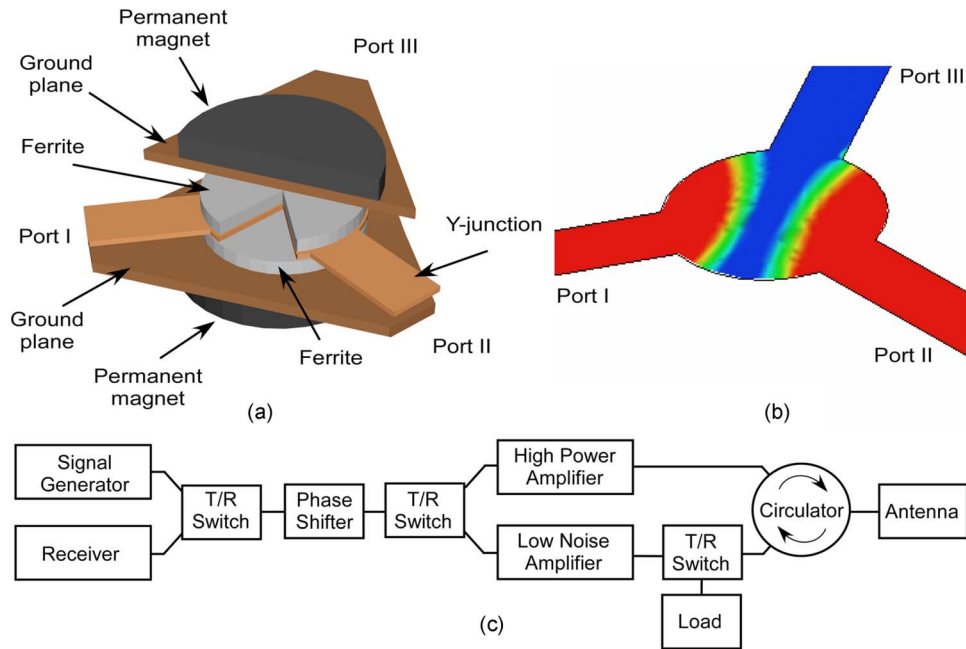 Permanent
magnet
Port III
Ground
plane
Ferrite
Port I
Y-junction
Ground
plane
Ferrite
Port II
Permanent
magnet
(a)
Port III
Port I
Port II
(b)
Signal
Generator
Receiver
T/R
Switch
Phase
Shifter
T/R
Switch
High Power
Amplifier
Low Noise
Amplifier
T/R
Switch
Load
Circulator
Antenna
(c)